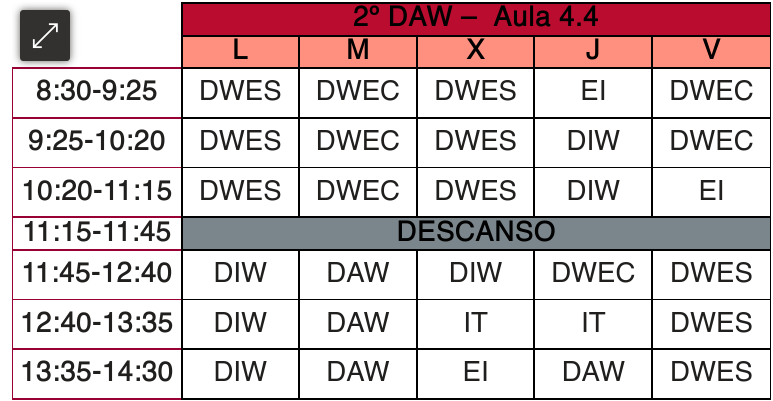 2º DAW – Aula 4.4
L M X J V
8:30-9:25 DWES DWEC DWES EI DWEC
9:25-10:20 DWES DWEC DWES DIW DWEC
10:20-11:15 DWES DWEC DWES DIW EI
11:15-11:45 DESCANSO
11:45-12:40 DIW DAW DIW DWEC DWES
12:40-13:35 DIW DAW IT IT DWES
13:35-14:30 DIW DAW EI DAW DWES